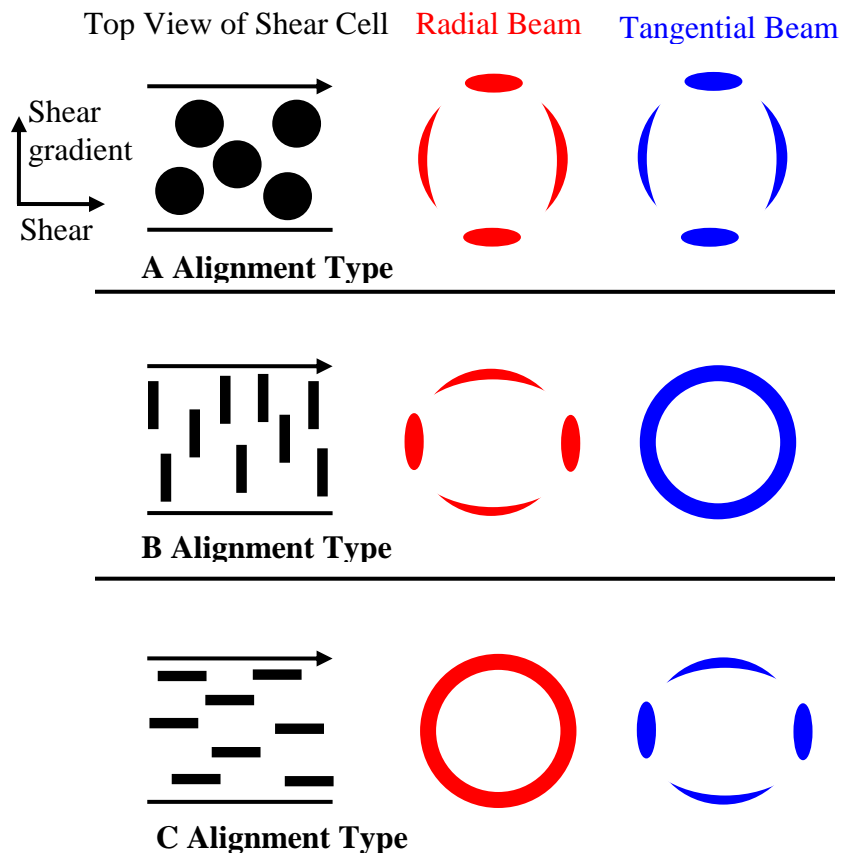 Top View of Shear Cell
Radial Beam
Tangential Beam
Shear
gradient
Shear
A Alignment Type
B Alignment Type
C Alignment Type